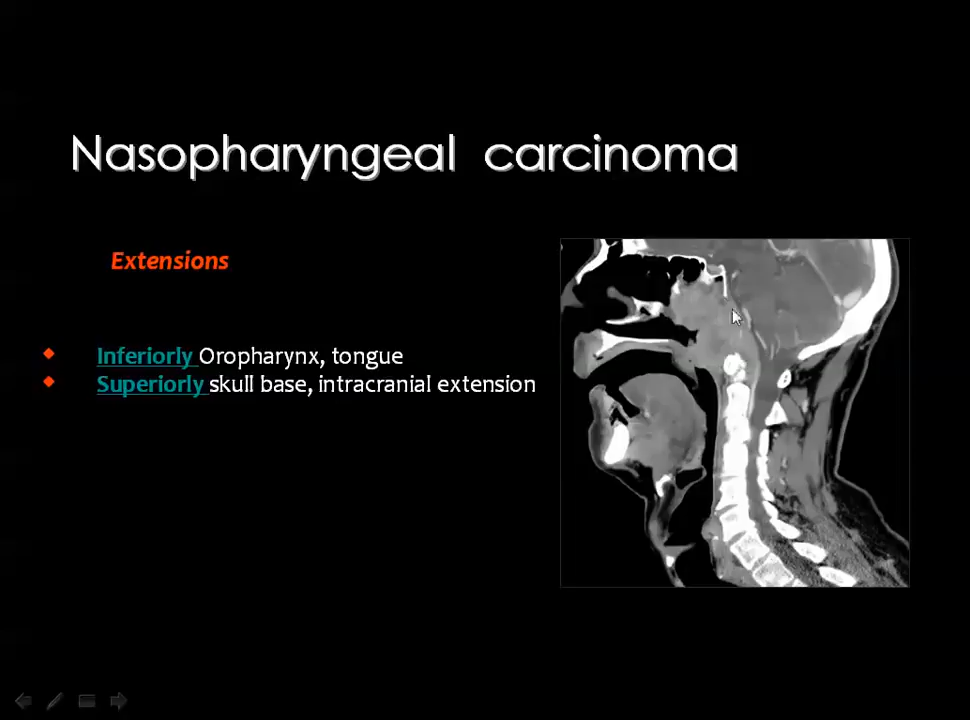 Nasopharyngeal carcinoma
Extensions
Inferiorly Oropharynx, tongue
Superiorly skull base, intracranial extension